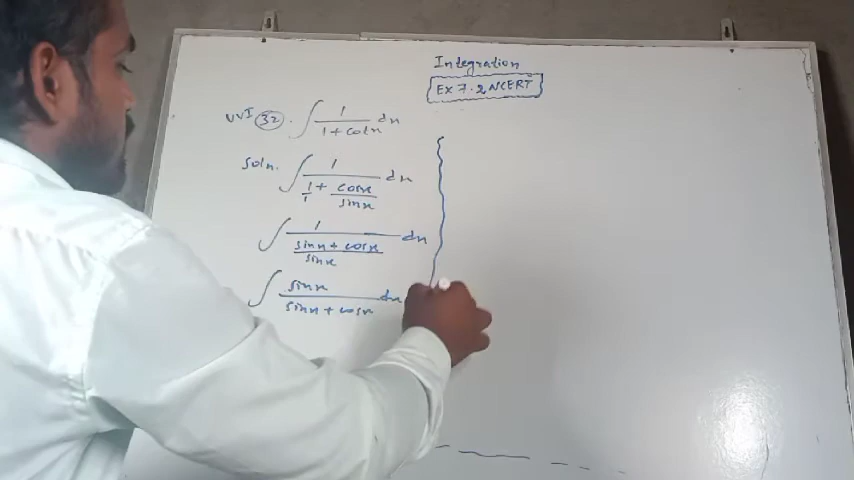 Integration
Ex 7.2 NCERT
VVI 32. ∫ 1/(1 + cotx) dx
Soln. ∫ 1/(1/1 + cosx/sinx) dx
∫ 1/((sinx + cosx)/sinx) dx
∫ sinx/(sinx + cosx) dx